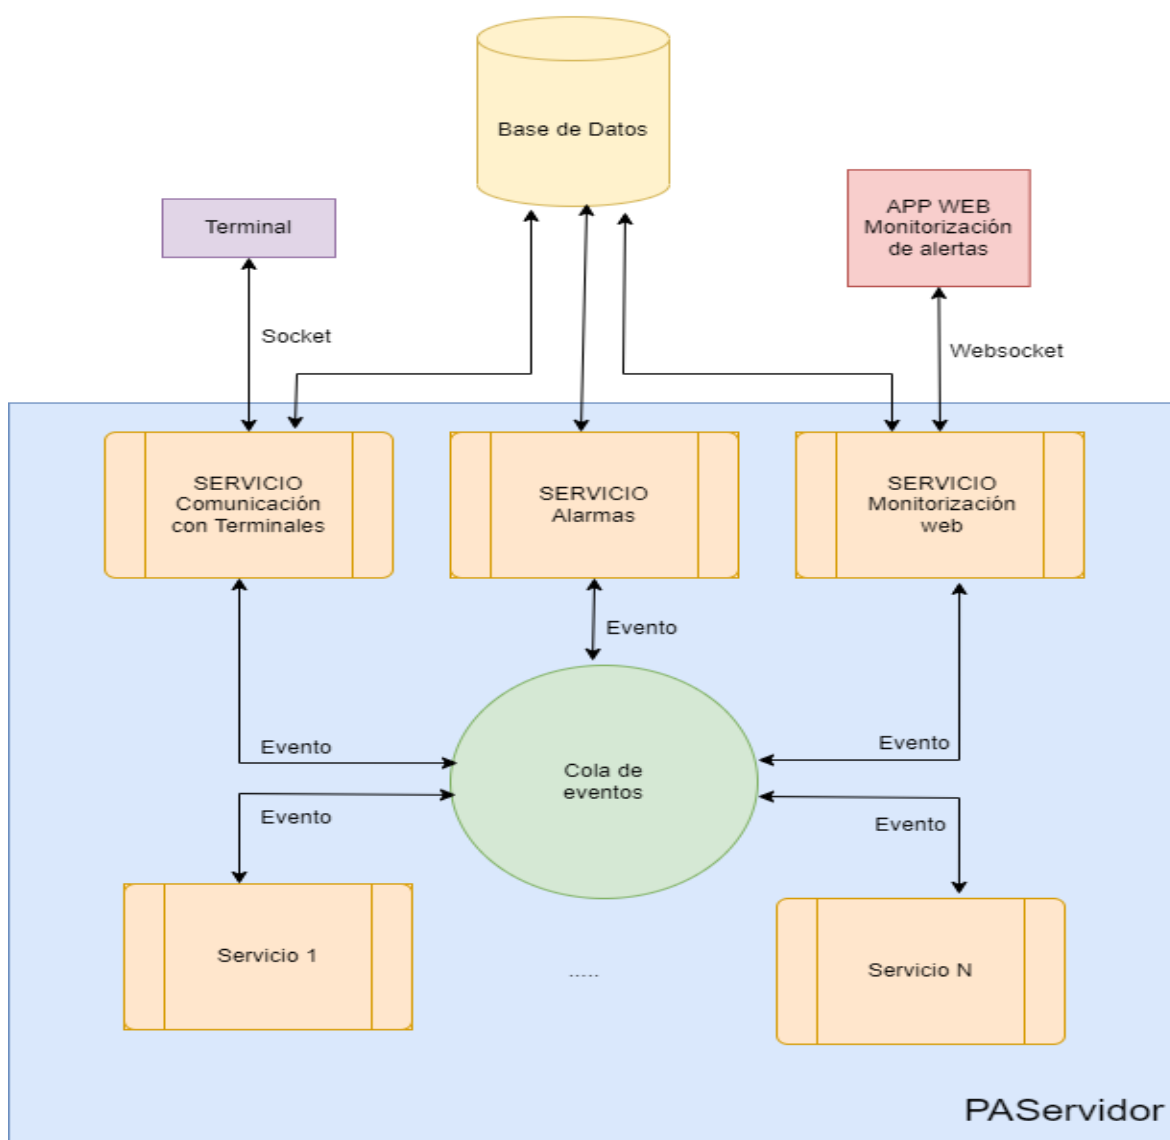 Base de Datos
Terminal
APP WEB
Monitorización
de alertas
Socket
Websocket
SERVICIO
Comunicación
con Terminales
SERVICIO
Alarmas
SERVICIO
Monitorización
web
Evento
Evento
Evento
Cola de
eventos
Evento
Evento
Servicio 1
.....
Servicio N
PAServidor